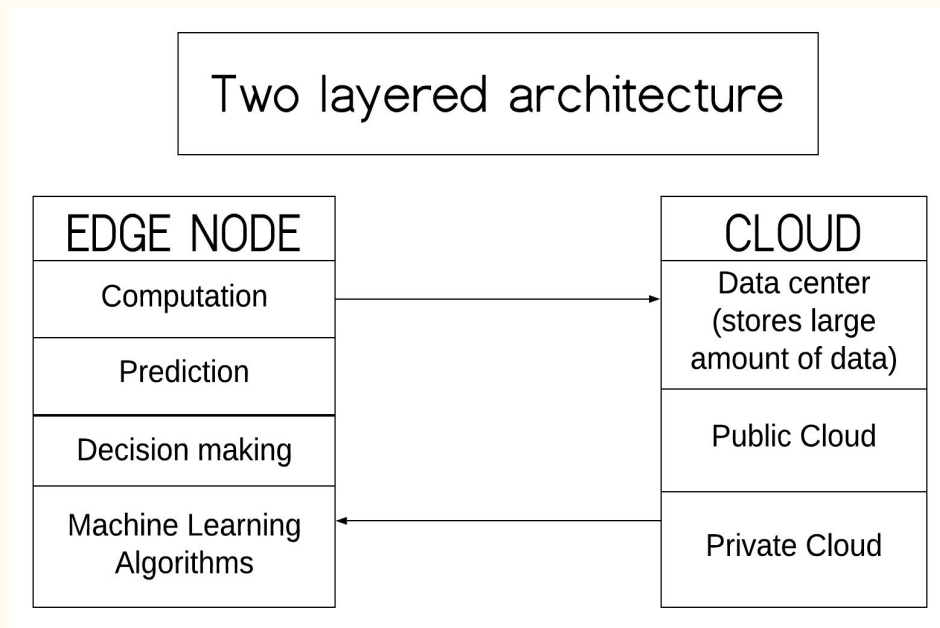 Two layered architecture
EDGE NODE
Computation
Prediction
Decision making
Machine Learning
Algorithms
CLOUD
Data center
(stores large
amount of data)
Public Cloud
Private Cloud